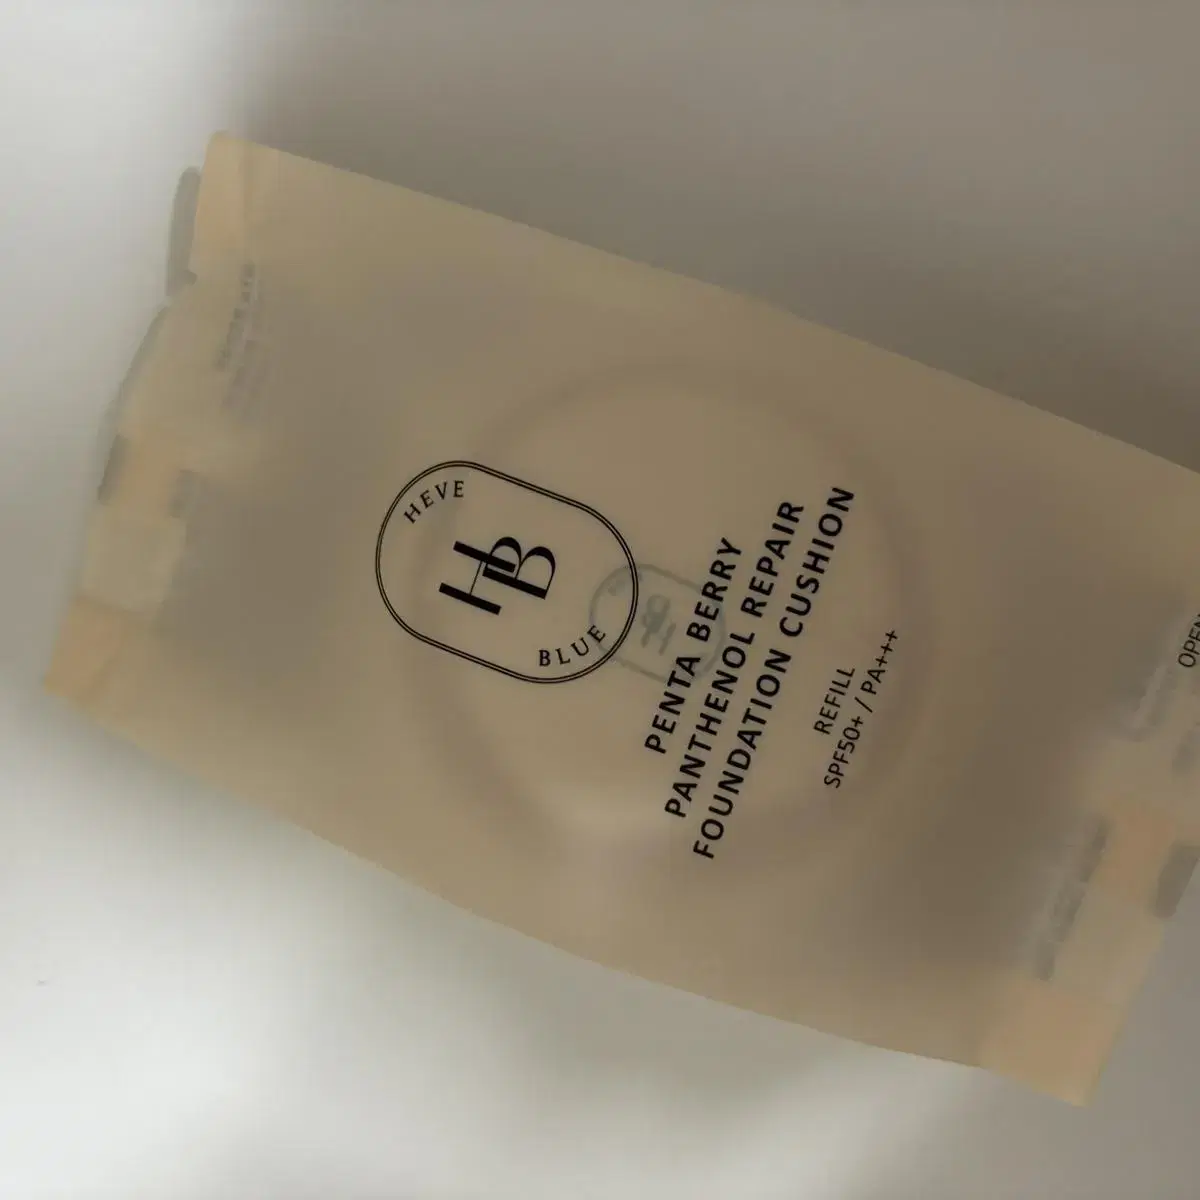 HEVE
HB
BLUE
PENTA BERRY
PANTHENOL REPAIR
FOUNDATION CUSHION
REFILL
SPF50+ / PA+++
OPEN